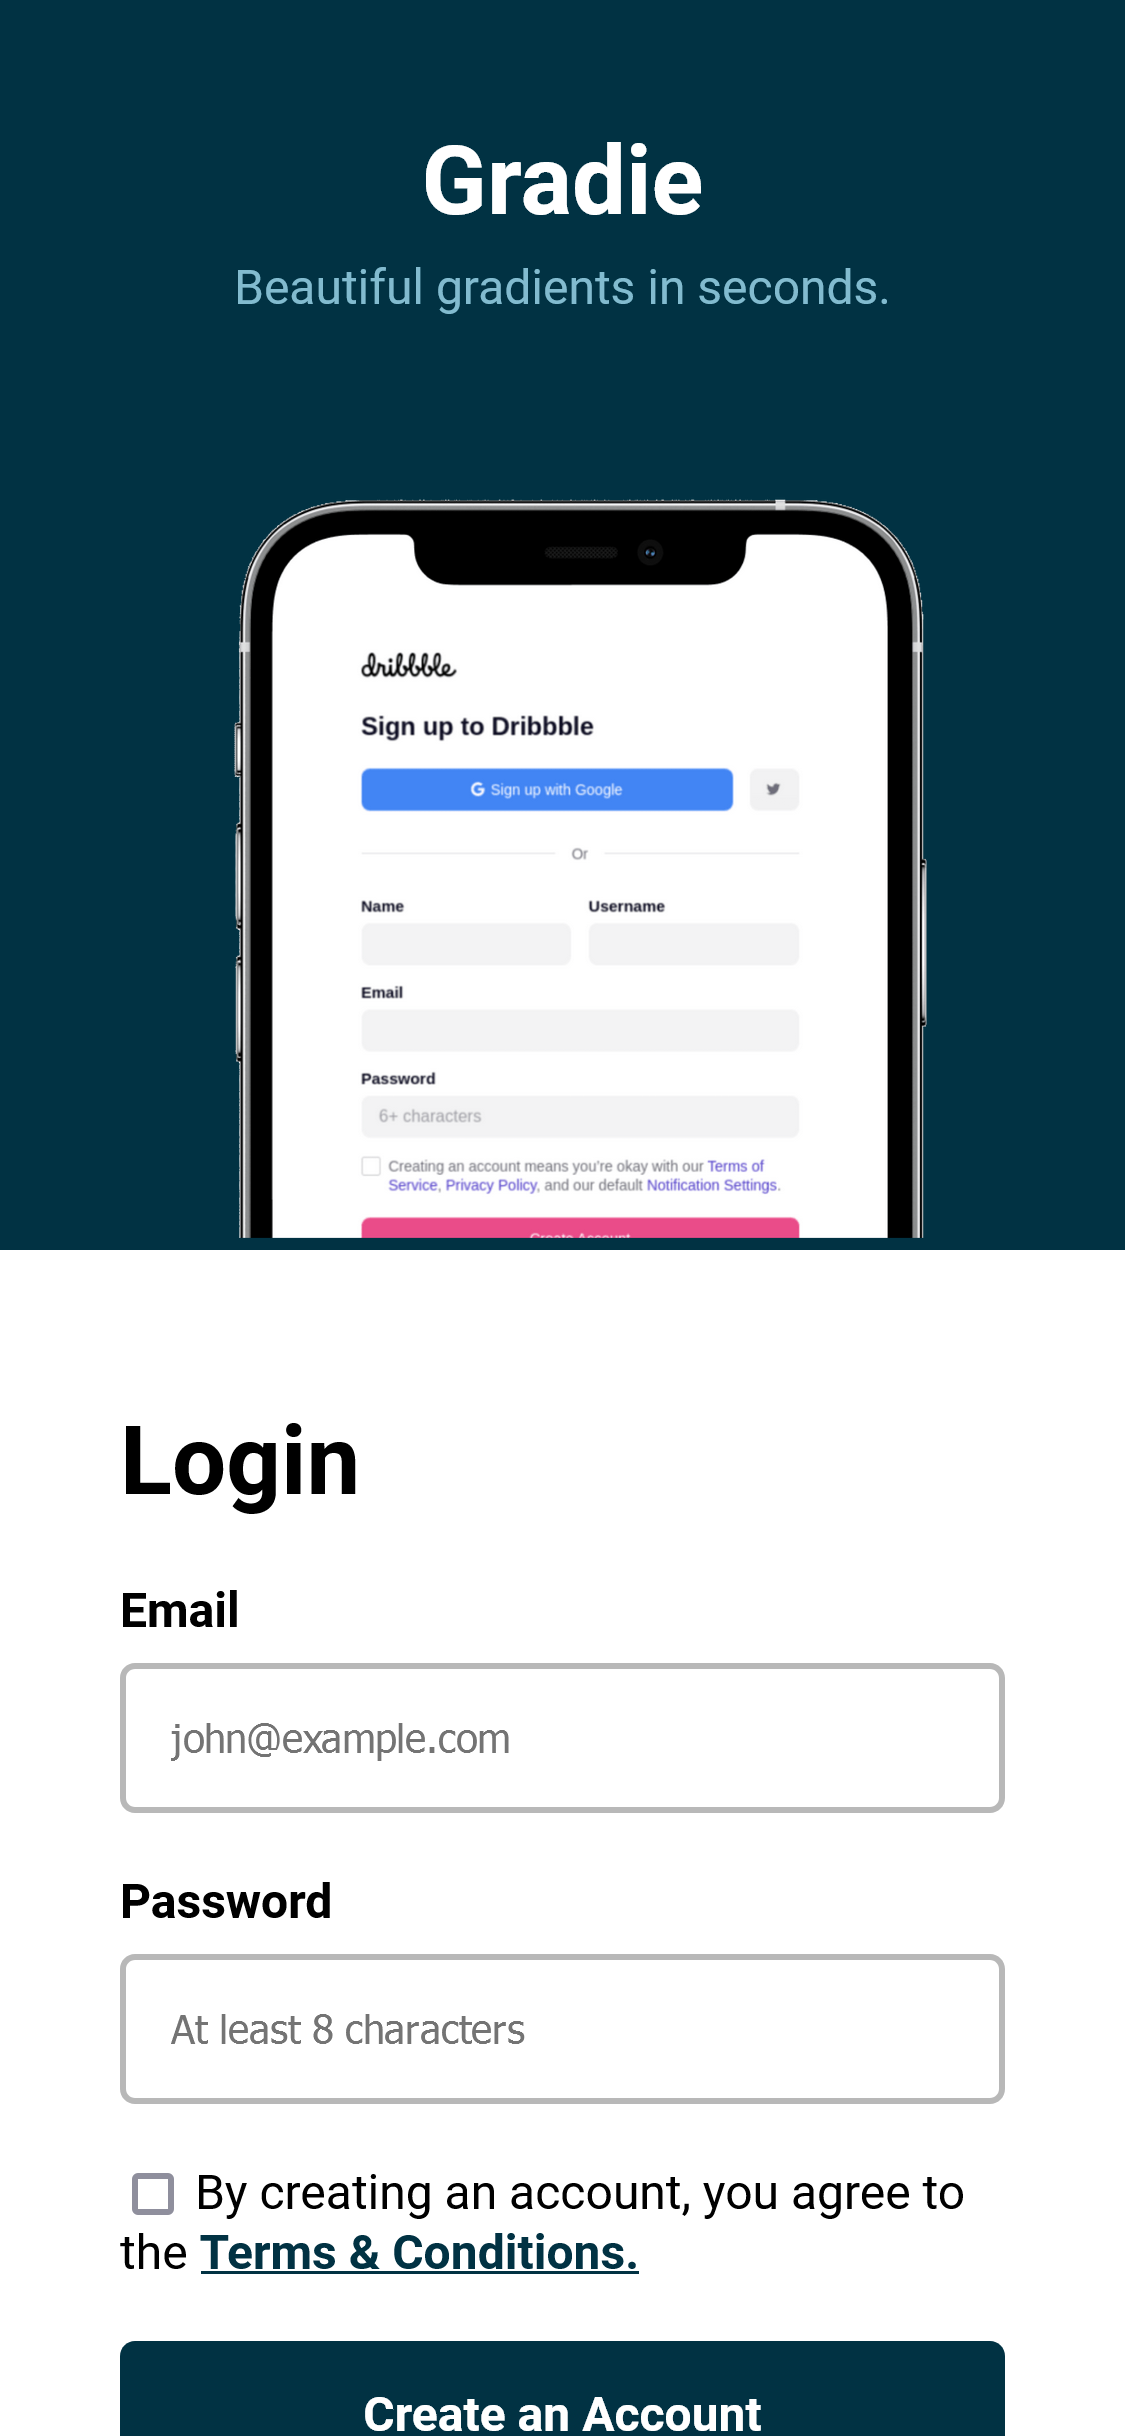 Gradie
Beautiful gradients in seconds.
dribbble
Sign up to Dribbble
G Sign up with Google
Or
Name Username
Email
Password
6+ characters
Creating an account means you're okay with our Terms of
Service, Privacy Policy, and our default Notification Settings.
Create Account
Login
Email
john@example.com
Password
At least 8 characters
By creating an account, you agree to
the Terms & Conditions.
Create an Account